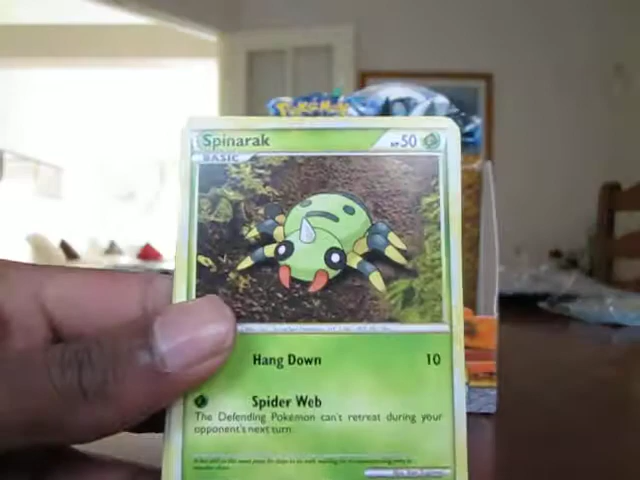 Pokémon
Spinarak
HP 50
BASIC
Hang Down 10
Spider Web
The Defending Pokémon can't retreat during your
opponent's next turn.